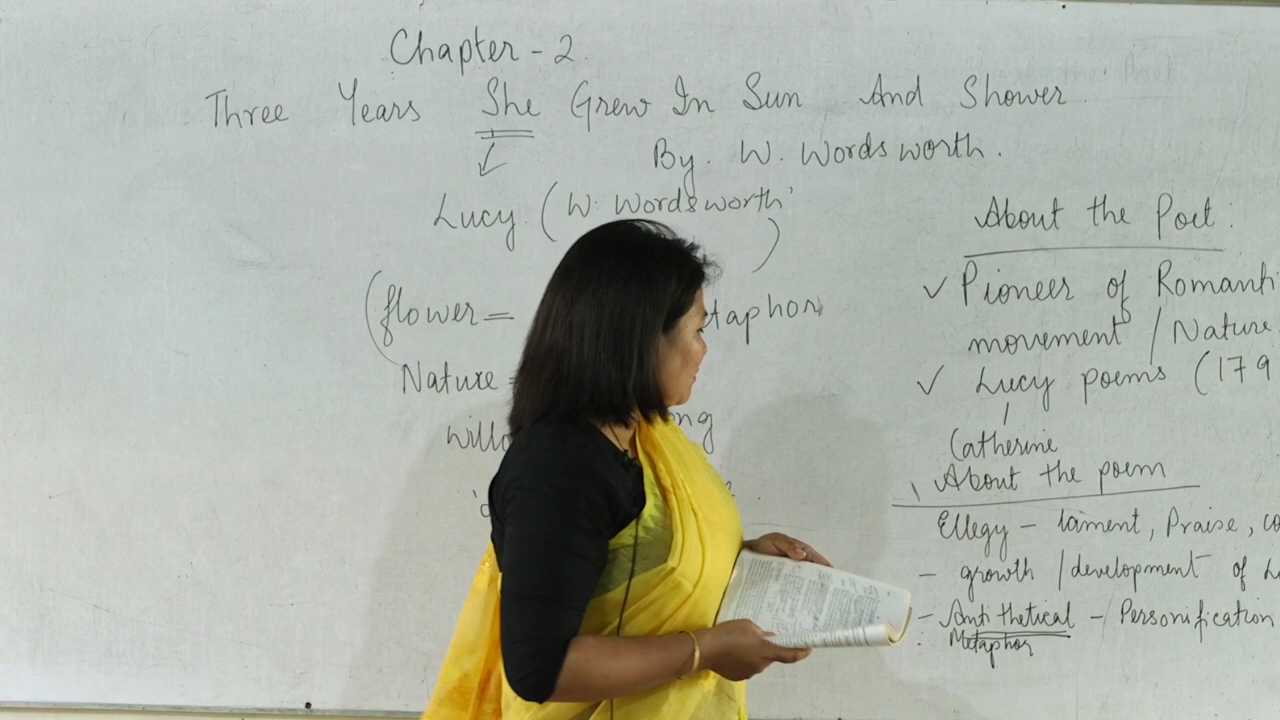 Chapter - 2
Three Years She Grew In Sun And Shower
By. W. Wordsworth.
Lucy (W. Wordsworth'
)
(flower =
taphor
Nature =
ng
About the Poet:
✓ Pioneer of Romanti
movement / Nature
✓ Lucy poems (179
Catherine
About the poem
Ellegy - lament, Praise,
- growth / development of
- Antithetical - Personification
Metaphor